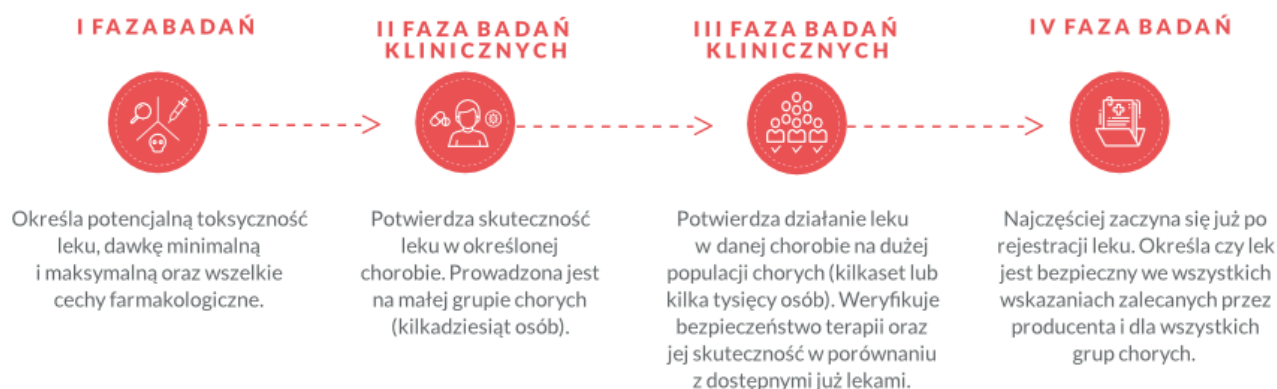 I FAZA BADAŃ
Określa potencjalną toksyczność
leku, dawkę minimalną
i maksymalną oraz wszelkie
cechy farmakologiczne.
II FAZA BADAŃ
KLINICZNYCH
Potwierdza skuteczność
leku w określonej
chorobie. Prowadzona jest
na małej grupie chorych
(kilkadziesiąt osób).
III FAZA BADAŃ
KLINICZNYCH
Potwierdza działanie leku
w danej chorobie na dużej
populacji chorych (kilkaset lub
kilka tysięcy osób). Weryfikuje
bezpieczeństwo terapii oraz
jej skuteczność w porównaniu
z dostępnymi już lekami.
IV FAZA BADAŃ
Najczęściej zaczyna się już po
rejestracji leku. Określa czy lek
jest bezpieczny we wszystkich
wskazaniach zalecanych przez
producenta i dla wszystkich
grup chorych.